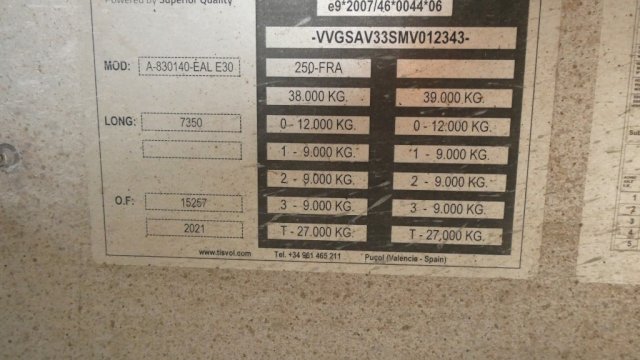 Powered by Superior Quality
e9*2007/46*0044*06
-VVGSAV33SMV012343-
MOD: A-830140-EAL E30 250-FRA
38.000 KG. 39.000 KG.
LONG: 7350 0 - 12.000 KG. 0 - 12.000 KG.
1 - 9.000 KG. 1 - 9.000 KG.
2 - 9.000 KG. 2 - 9.000 KG.
O.F: 15267 3 - 9.000 KG. 3 - 9.000 KG.
2021 T - 27.000 KG. T - 27.000 KG.
www.tisvol.com Tel. +34 961 465 211 Puçol (Valencia - Spain)